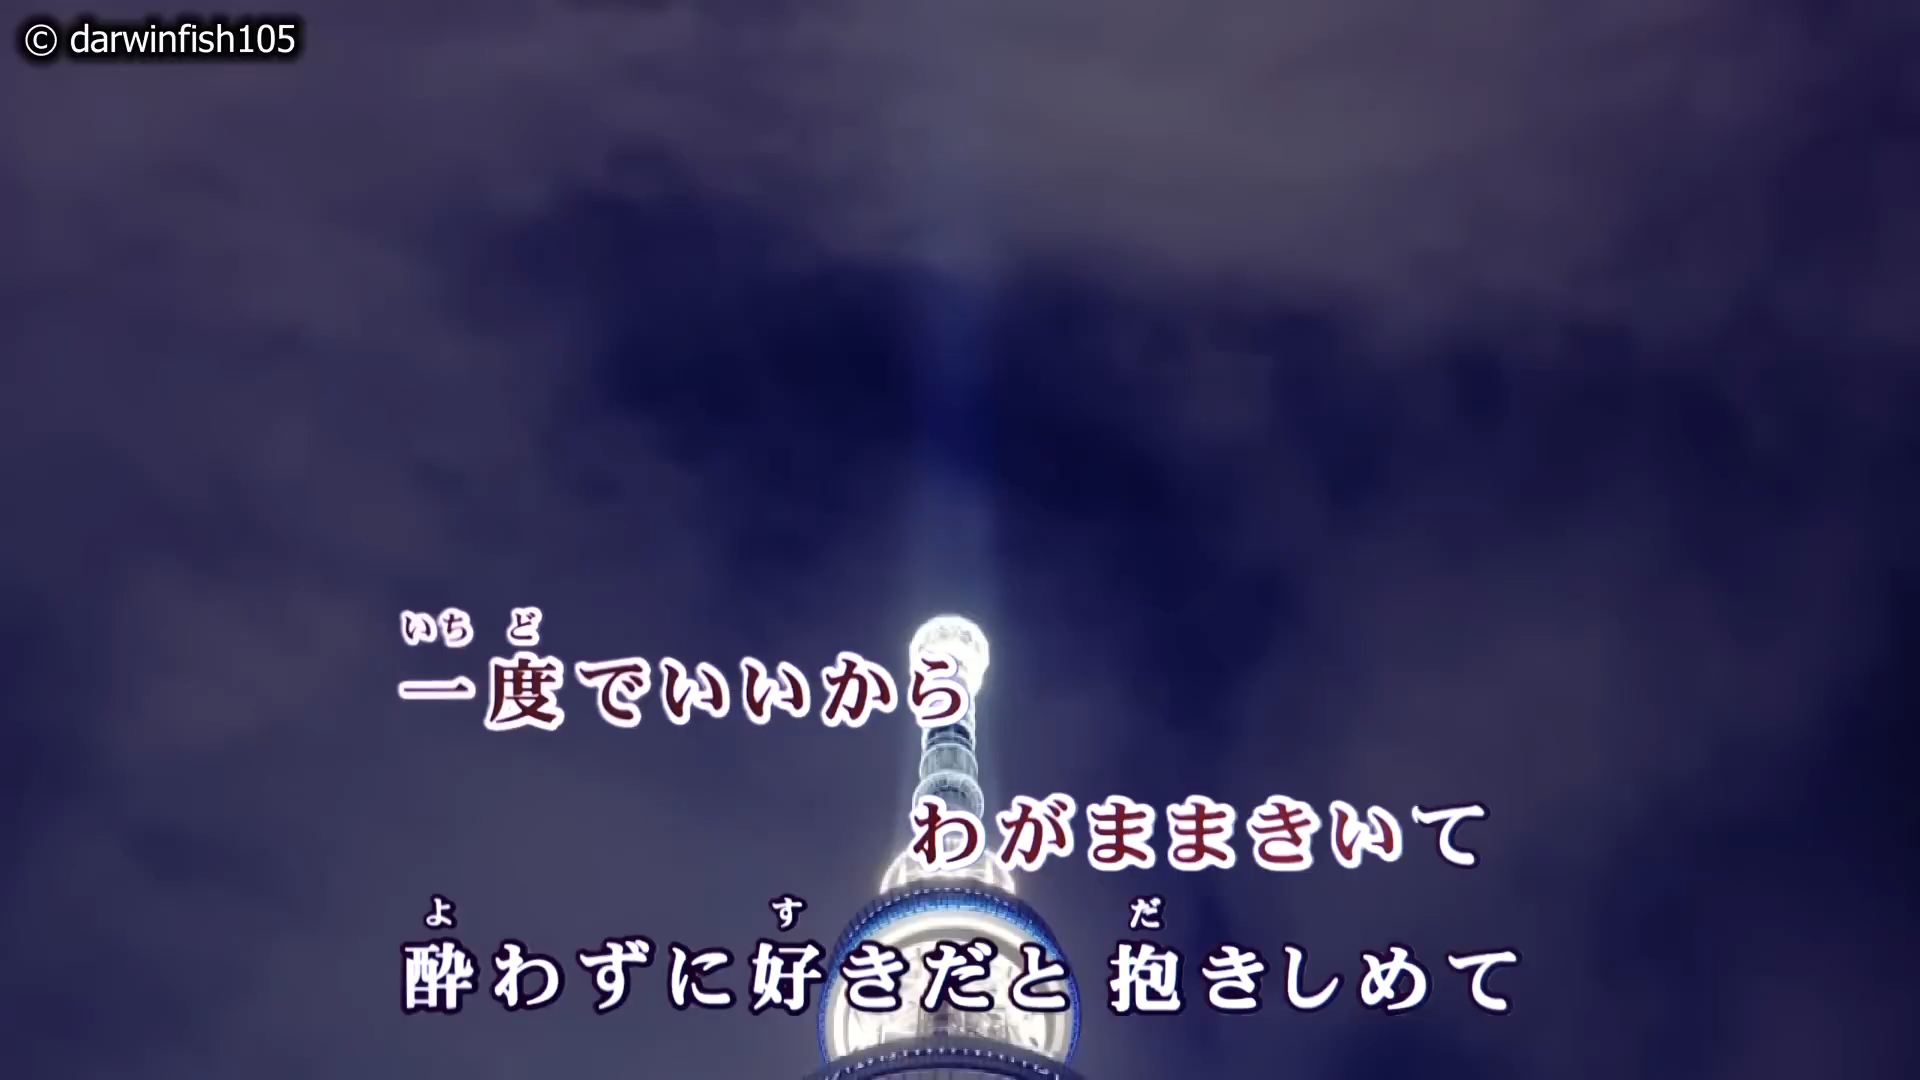 © darwinfish105
いちど
一度でいいから
わがままきいて
よ す だ
酔わずに好きだと 抱きしめて